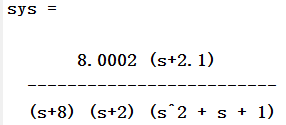 sys =
8.0002 (s+2.1)
-------------------------
(s+8) (s+2) (s^2 + s + 1)